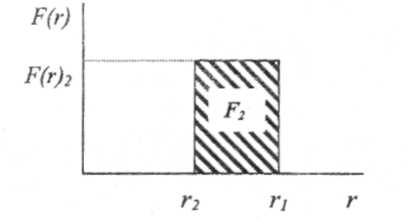 F(r)
F(r)₂
F₂
r₂ r₁ r